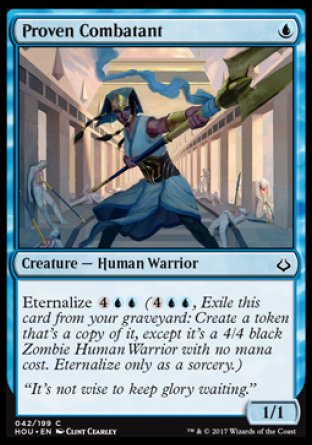 Proven Combatant
Creature — Human Warrior
Eternalize 4 (4, Exile this
card from your graveyard: Create a token
that's a copy of it, except it's a 4/4 black
Zombie Human Warrior with no mana
cost. Eternalize only as a sorcery.)
"It's not wise to keep glory waiting."
1/1
042/199 C
HOU • EN CLINT CEARLEY
™ & © 2017 Wizards of the Coast